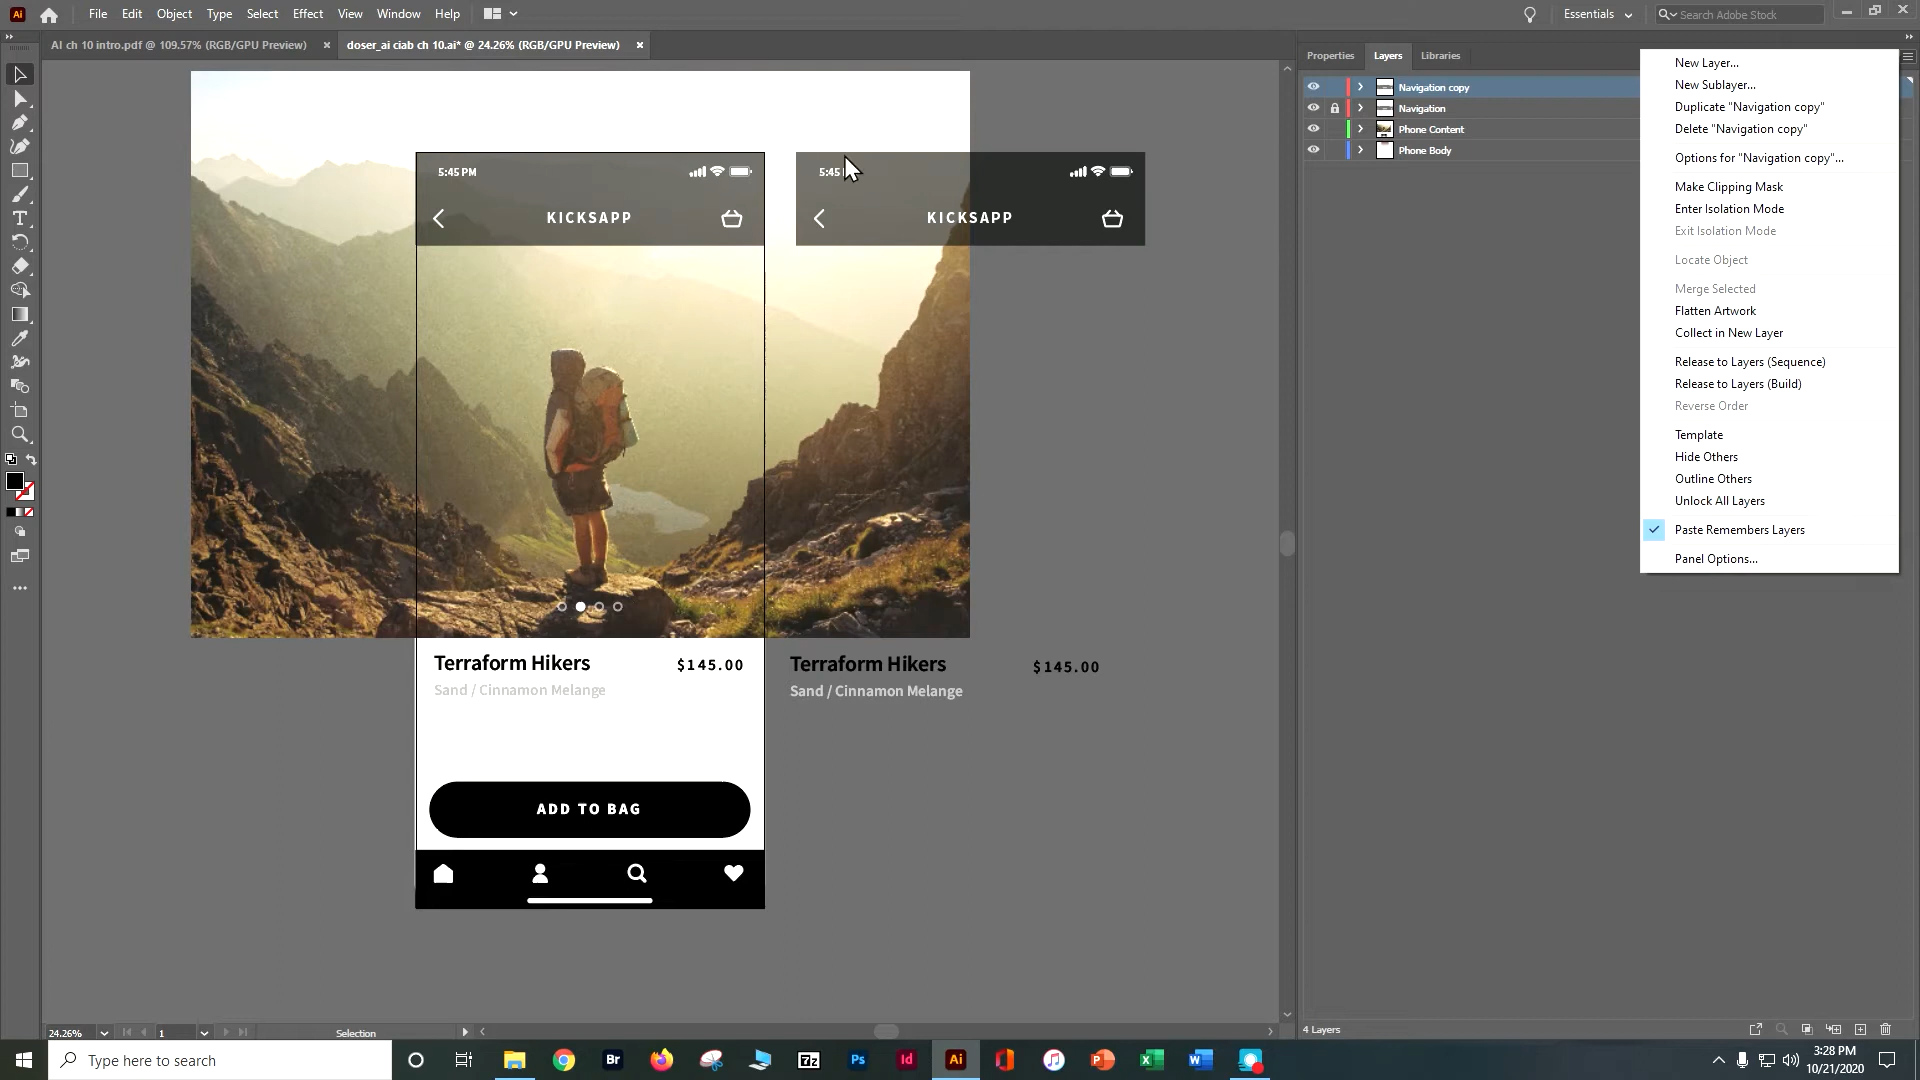 Ai
File Edit Object Type Select Effect View Window Help
Essentials
Search Adobe Stock
AI ch 10 intro.pdf @ 109.57% (RGB/GPU Preview)
doser_ai ciab ch 10.ai* @ 24.26% (RGB/GPU Preview)
Properties Layers Libraries
Navigation copy
Navigation
Phone Content
Phone Body
New Layer...
New Sublayer...
Duplicate "Navigation copy"
Delete "Navigation copy"
Options for "Navigation copy"...
Make Clipping Mask
Enter Isolation Mode
Exit Isolation Mode
Locate Object
Merge Selected
Flatten Artwork
Collect in New Layer
Release to Layers (Sequence)
Release to Layers (Build)
Reverse Order
Template
Hide Others
Outline Others
Unlock All Layers
Paste Remembers Layers
Panel Options...
5:45 PM
KICKSAPP
5:45
KICKSAPP
Terraform Hikers
$145.00
Sand / Cinnamon Melange
Terraform Hikers
$145.00
Sand / Cinnamon Melange
ADD TO BAG
24.26%
1
Selection
4 Layers
Type here to search
Br
7z
Ps
Id
Ai
3:28 PM
10/21/2020